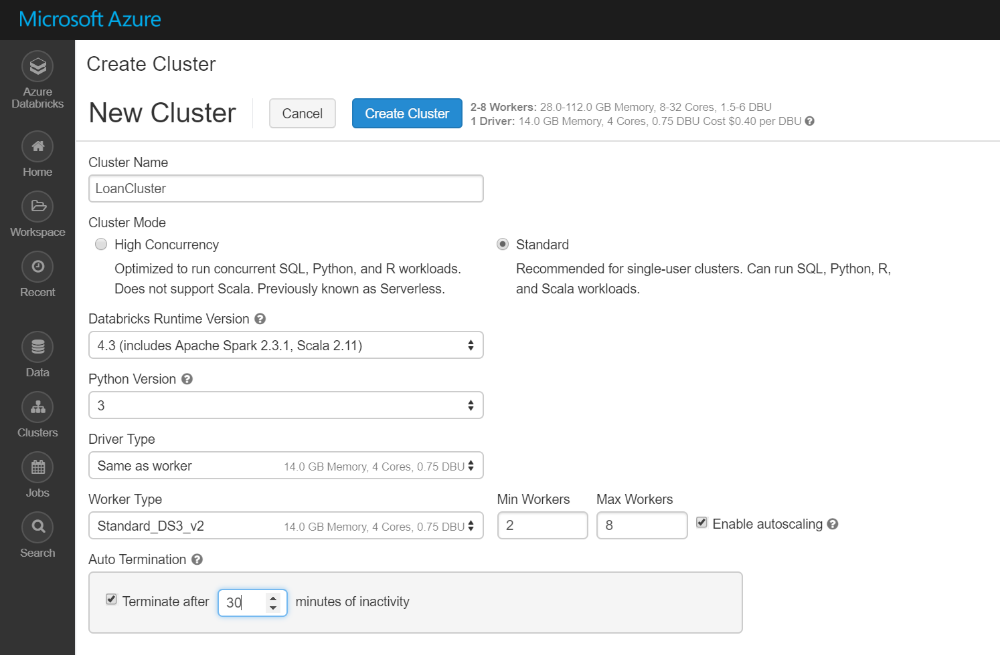 Microsoft Azure
Azure
Databricks
Home
Workspace
Recent
Data
Clusters
Jobs
Search
Create Cluster
New Cluster
Cancel
Create Cluster
2-8 Workers: 28.0-112.0 GB Memory, 8-32 Cores, 1.5-6 DBU
1 Driver: 14.0 GB Memory, 4 Cores, 0.75 DBU Cost $0.40 per DBU ?
Cluster Name
LoanCluster
Cluster Mode
High Concurrency
Optimized to run concurrent SQL, Python, and R workloads.
Does not support Scala. Previously known as Serverless.
Standard
Recommended for single-user clusters. Can run SQL, Python, R,
and Scala workloads.
Databricks Runtime Version ?
4.3 (includes Apache Spark 2.3.1, Scala 2.11)
Python Version ?
3
Driver Type
Same as worker 14.0 GB Memory, 4 Cores, 0.75 DBU
Worker Type
Standard_DS3_v2 14.0 GB Memory, 4 Cores, 0.75 DBU
Min Workers
2
Max Workers
8
Enable autoscaling ?
Auto Termination ?
Terminate after 30 minutes of inactivity